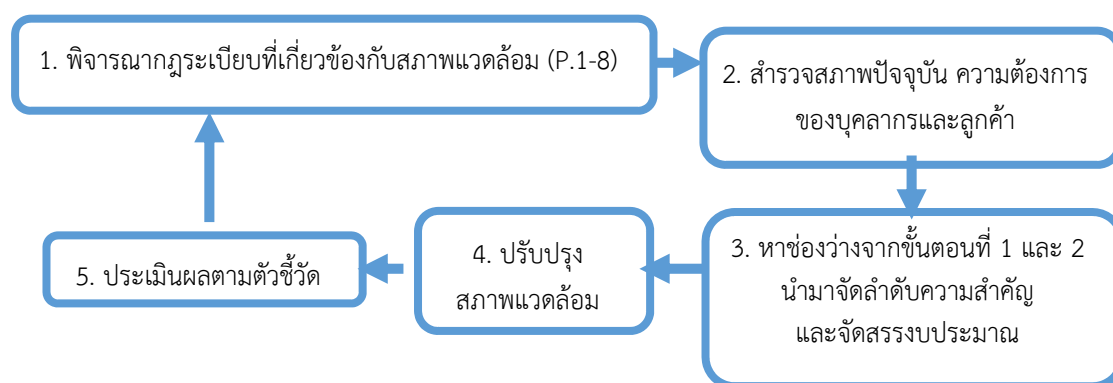 1. พิจารณากฎระเบียบที่เกี่ยวข้องกับสภาพแวดล้อม (P.1-8)
2. สำรวจสภาพปัจจุบัน ความต้องการ
ของบุคลากรและลูกค้า
3. หาช่องว่างจากขั้นตอนที่ 1 และ 2
นำมาจัดลำดับความสำคัญ
และจัดสรรงบประมาณ
4. ปรับปรุง
สภาพแวดล้อม
5. ประเมินผลตามตัวชี้วัด